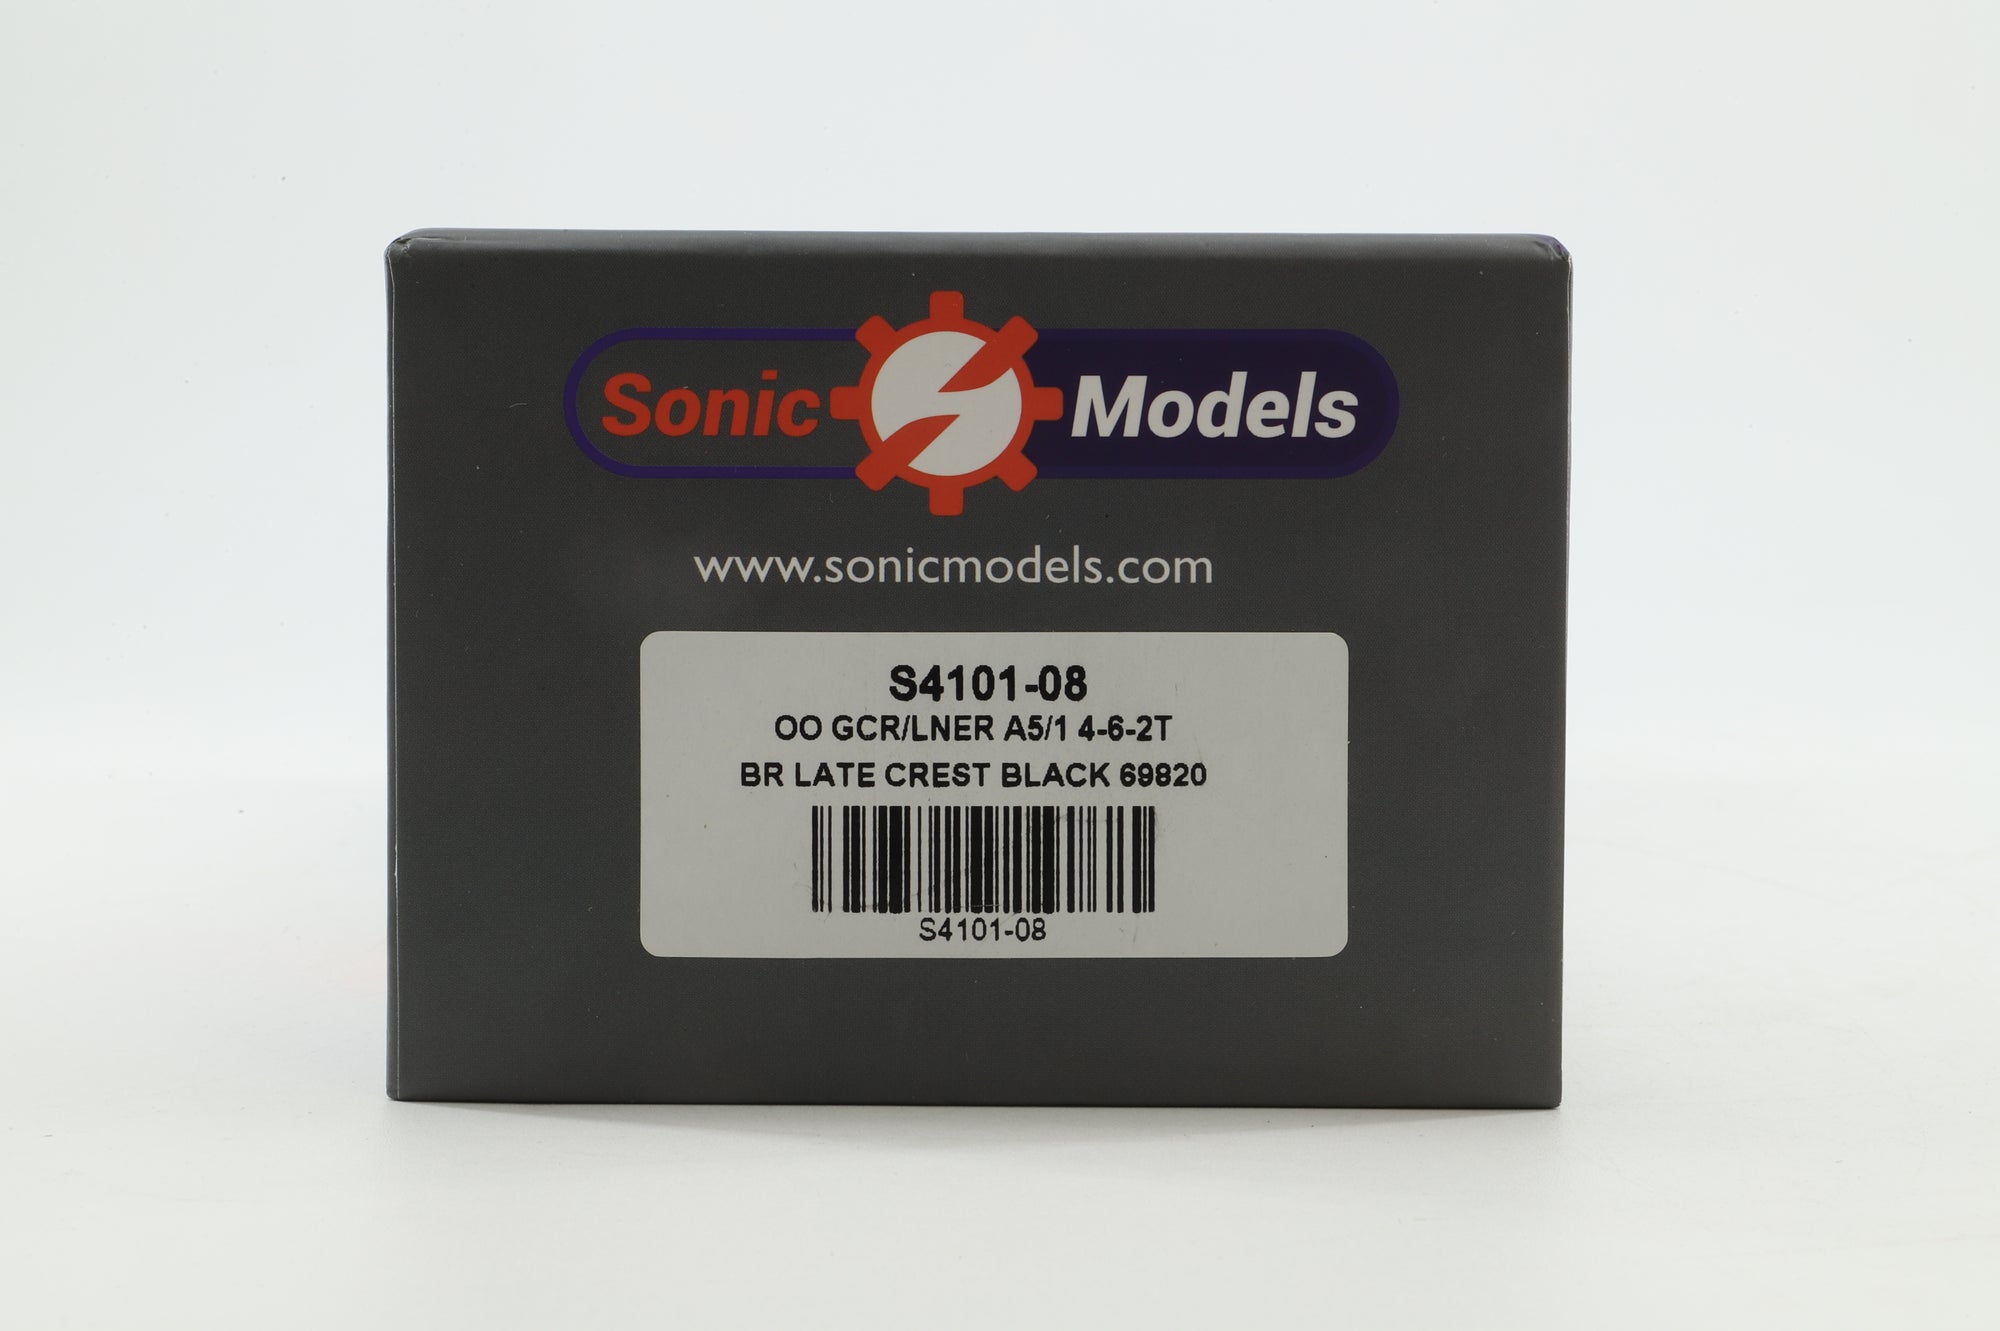 Sonic Models
www.sonicmodels.com
S4101-08
OO GCR/LNER A5/1 4-6-2T
BR LATE CREST BLACK 69820
S4101-08